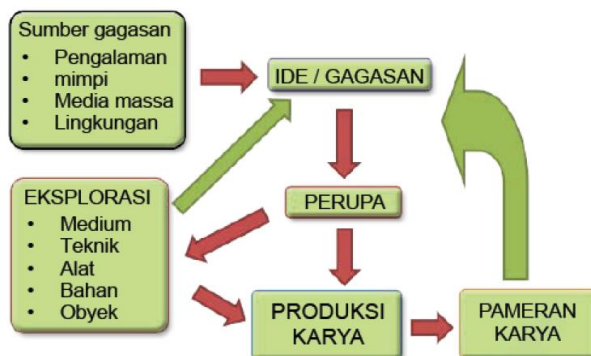 Sumber gagasan
• Pengalaman
• mimpi
• Media massa
• Lingkungan
IDE / GAGASAN
EKSPLORASI
• Medium
• Teknik
• Alat
• Bahan
• Obyek
PERUPA
PRODUKSI
KARYA
PAMERAN
KARYA